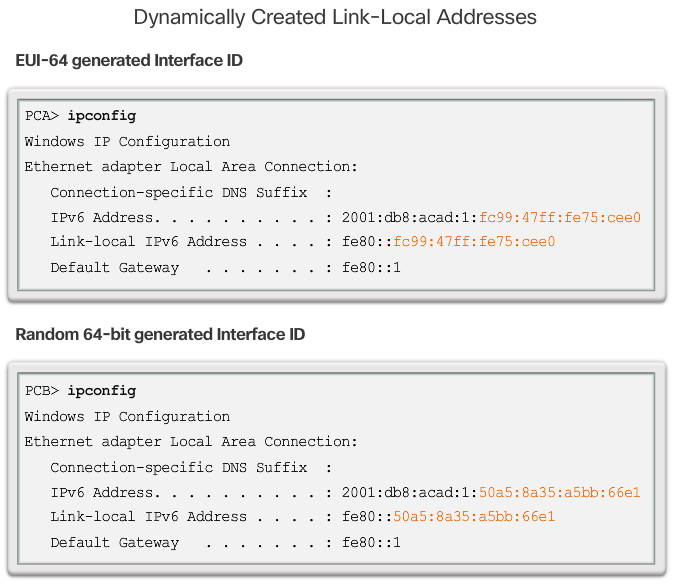 Dynamically Created Link-Local Addresses
EUI-64 generated Interface ID
PCA> ipconfig
Windows IP Configuration
Ethernet adapter Local Area Connection:
Connection-specific DNS Suffix :
IPv6 Address. . . . . . . . . . . : 2001:db8:acad:1:fc99:47ff:fe75:cee0
Link-local IPv6 Address . . . . : fe80::fc99:47ff:fe75:cee0
Default Gateway . . . . . . . : fe80::1
Random 64-bit generated Interface ID
PCB> ipconfig
Windows IP Configuration
Ethernet adapter Local Area Connection:
Connection-specific DNS Suffix :
IPv6 Address. . . . . . . . . . . : 2001:db8:acad:1:50a5:8a35:a5bb:66e1
Link-local IPv6 Address . . . . : fe80::50a5:8a35:a5bb:66e1
Default Gateway . . . . . . . : fe80::1